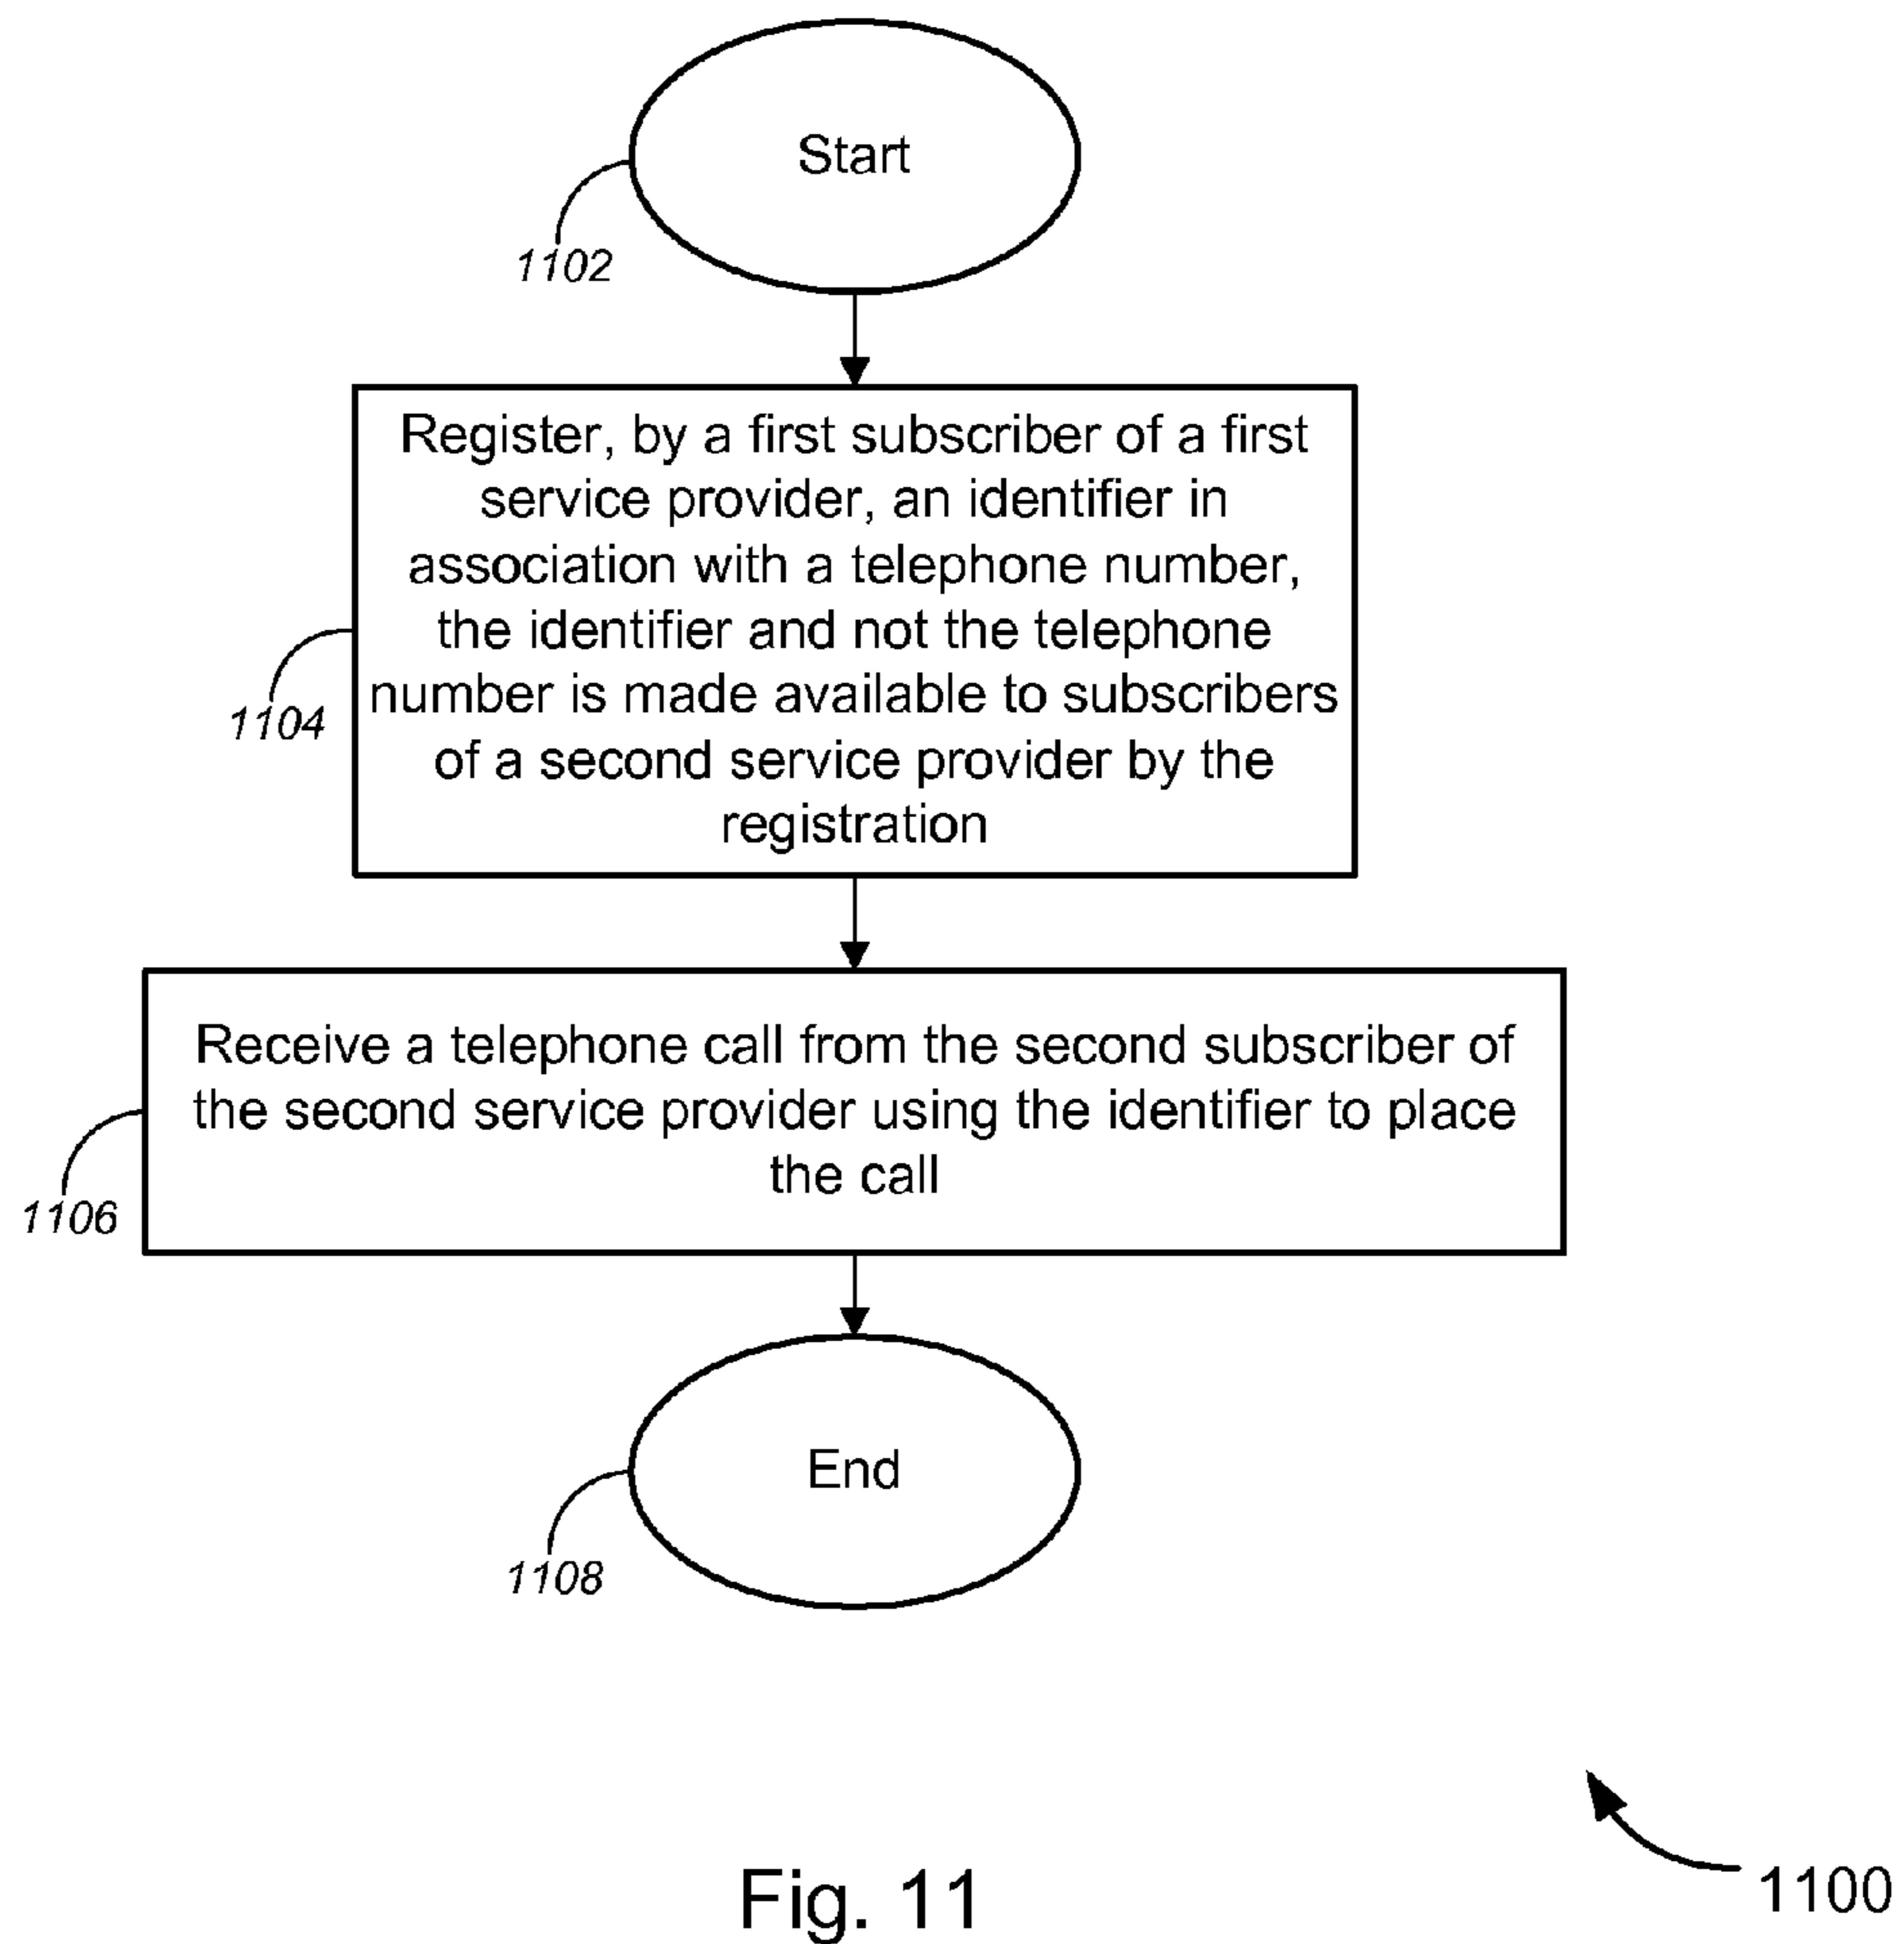 Start
1102
Register, by a first subscriber of a first
service provider, an identifier in
association with a telephone number,
the identifier and not the telephone
number is made available to subscribers
of a second service provider by the
registration
1104
Receive a telephone call from the second subscriber of
the second service provider using the identifier to place
the call
1106
End
1108
Fig. 11
1100